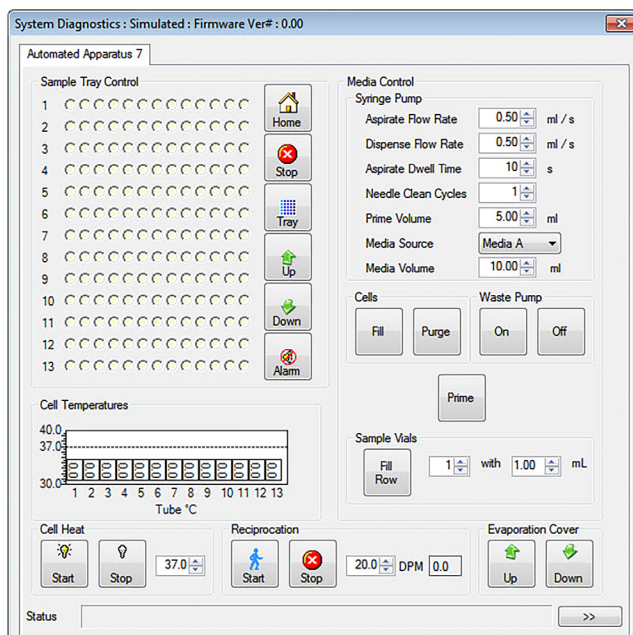 System Diagnostics : Simulated : Firmware Ver# : 0.00
Automated Apparatus 7
Sample Tray Control
1
2
3
4
5
6
7
8
9
10
11
12
13
Home
Stop
Tray
Up
Down
Alarm
Media Control
Syringe Pump
Aspirate Flow Rate 0.50 ml / s
Dispense Flow Rate 0.50 ml / s
Aspirate Dwell Time 10 s
Needle Clean Cycles 1
Prime Volume 5.00 ml
Media Source Media A
Media Volume 10.00 ml
Cells
Fill Purge
Waste Pump
On Off
Prime
Sample Vials
Fill
Row
1 with 1.00 mL
Cell Temperatures
40.0
37.0
30.0
1 2 3 4 5 6 7 8 9 10 11 12 13
Tube °C
Cell Heat
Start Stop 37.0
Reciprocation
Start Stop 20.0 DPM 0.0
Evaporation Cover
Up Down
Status >>